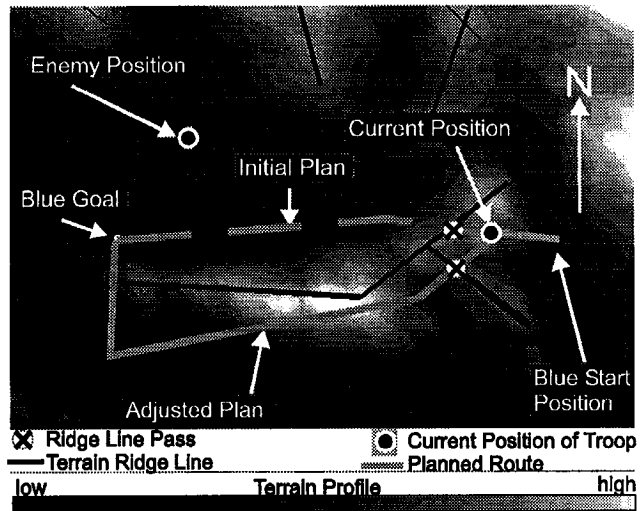 Enemy Position
N
Current Position
Initial Plan
Blue Goal
Adjusted Plan
Blue Start
Position
Ridge Line Pass
Current Position of Troop
Terrain Ridge Line
Planned Route
low Terrain Profile high